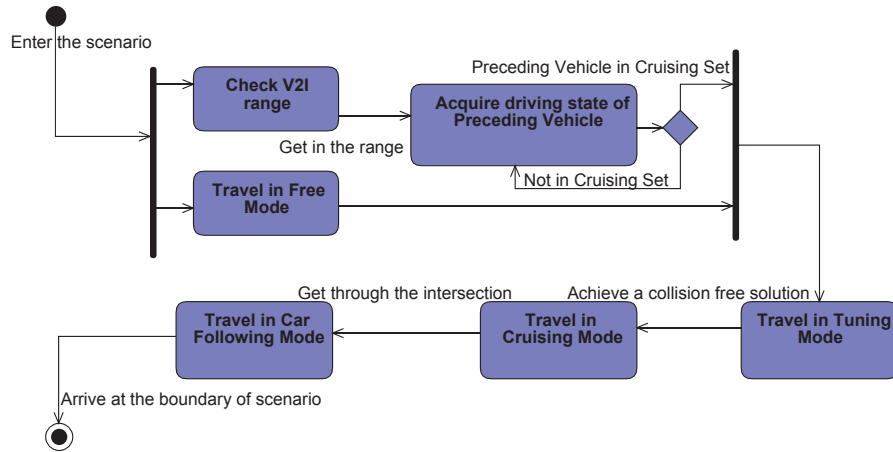 Enter the scenario
Check V2I
range
Get in the range
Acquire driving state of
Preceding Vehicle
Preceding Vehicle in Cruising Set
Not in Cruising Set
Travel in Free
Mode
Achieve a collision free solution
Travel in Tuning
Mode
Travel in
Cruising Mode
Get through the intersection
Travel in Car
Following Mode
Arrive at the boundary of scenario